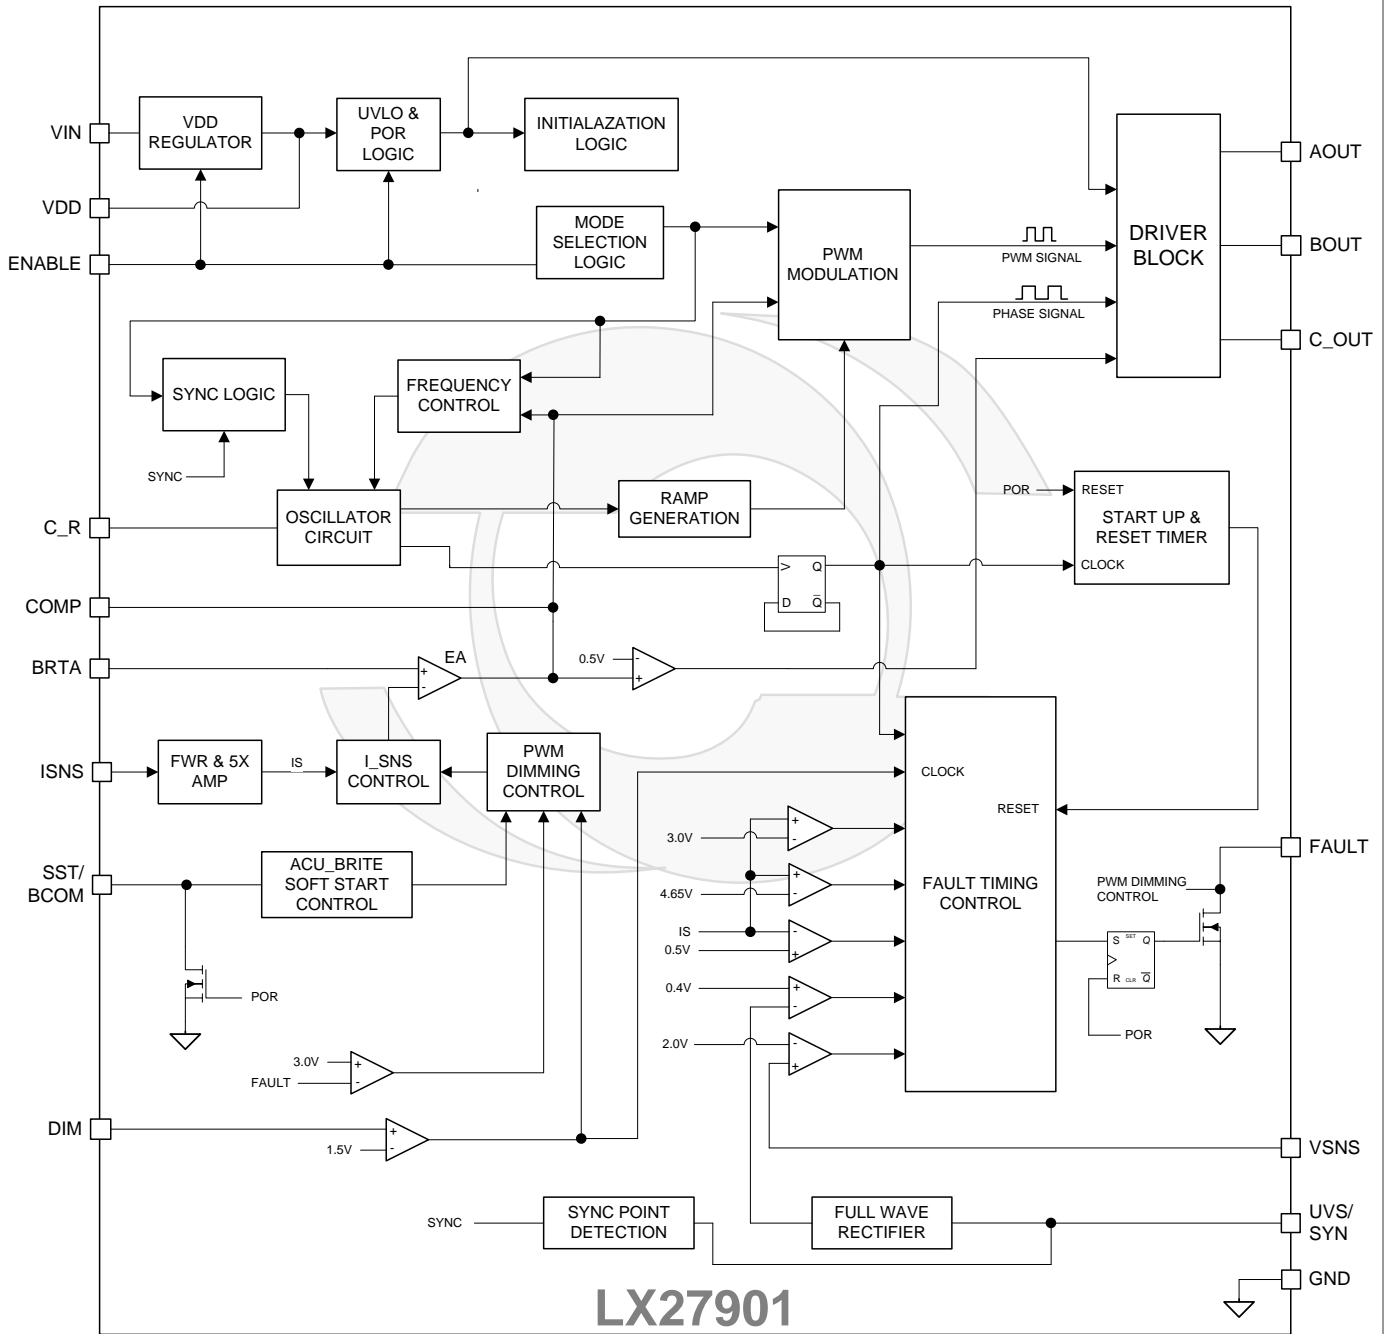 VIN
VDD
REGULATOR
UVLO &
POR
LOGIC
INITIALAZATION
LOGIC
AOUT
VDD
ENABLE
MODE
SELECTION
LOGIC
PWM
MODULATION
PWM SIGNAL
DRIVER
BLOCK
BOUT
PHASE SIGNAL
C_OUT
SYNC LOGIC
FREQUENCY
CONTROL
SYNC
C_R
OSCILLATOR
CIRCUIT
RAMP
GENERATION
POR
RESET
START UP &
RESET TIMER
CLOCK
> Q
D Q
COMP
BRTA
+
-
EA
0.5V
-
+
ISNS
FWR & 5X
AMP
IS
I_SNS
CONTROL
PWM
DIMMING
CONTROL
CLOCK
RESET
FAULT TIMING
CONTROL
3.0V
+
-
4.65V
+
-
IS
0.5V
-
+
0.4V
+
-
2.0V
-
+
FAULT
PWM DIMMING
CONTROL
S SET Q
R CLR Q
POR
SST/
BCOM
ACU_BRITE
SOFT START
CONTROL
POR
3.0V
FAULT
+
-
DIM
1.5V
+
-
VSNS
SYNC
SYNC POINT
DETECTION
FULL WAVE
RECTIFIER
UVS/
SYN
GND
LX27901